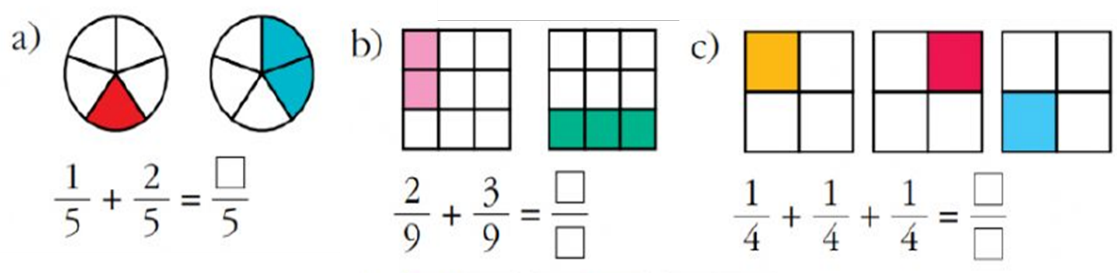 a)
b)
c)
1/5 + 2/5 = □/5
2/9 + 3/9 = □/□
1/4 + 1/4 + 1/4 = □/□